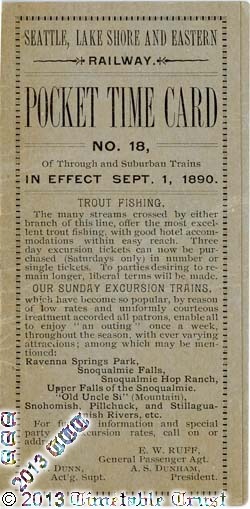 SEATTLE, LAKE SHORE AND EASTERN
RAILWAY.
POCKET TIME CARD
NO. 18,
Of Through and Suburban Trains
IN EFFECT SEPT. 1, 1890.
TROUT FISHING.
The many streams crossed by either
branch of this line, offer the most excel-
lent trout fishing, with good hotel accom-
modations within easy reach. Three
day excursion tickets can now be pur-
chased (Saturdays only) in number or
single tickets. To parties desiring to re-
main longer, liberal terms will be made.
OUR SUNDAY EXCURSION TRAINS,
which have become so popular, by reason
of low rates and uniformly courteous
treatment accorded all patrons, enable all
to enjoy "an outing" once a week,
throughout the season, with ever varying
attractions; among which may be men-
tioned:
Ravenna Springs Park,
Snoqualmie Falls,
Snoqualmie Hop Ranch,
Upper Falls of the Snoqualmie.
"Old Uncle Si" (Mountain),
Snohomish, Pillchuck, and Stillagua-
mish Rivers, etc.
For information and special
party excursion rates, call on or
E. W. RUFF,
General Passenger Agt.
DUNN, A. S. DUNHAM,
Act'g. Supt. President.
2013
© 2013 Timetable Trust